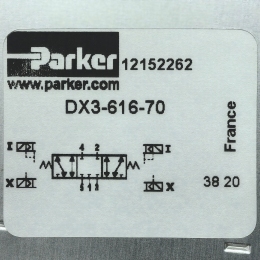 Parker 12152262
www.parker.com
DX3-616-70
I 4 2 I
X 5 1 3 X
France
38 20